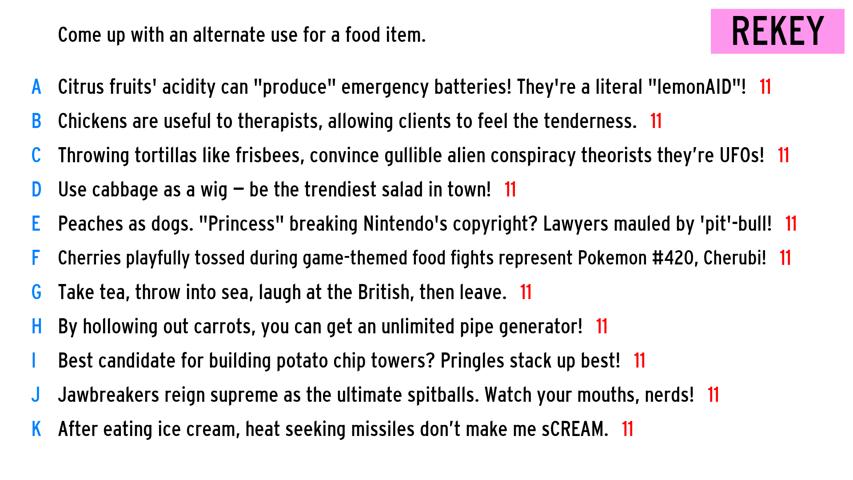 Come up with an alternate use for a food item.
REKEY
A Citrus fruits' acidity can "produce" emergency batteries! They're a literal "lemonAID"! 11
B Chickens are useful to therapists, allowing clients to feel the tenderness. 11
C Throwing tortillas like frisbees, convince gullible alien conspiracy theorists they’re UFOs! 11
D Use cabbage as a wig – be the trendiest salad in town! 11
E Peaches as dogs. "Princess" breaking Nintendo's copyright? Lawyers mauled by 'pit'-bull! 11
F Cherries playfully tossed during game-themed food fights represent Pokemon #420, Cherubi! 11
G Take tea, throw into sea, laugh at the British, then leave. 11
H By hollowing out carrots, you can get an unlimited pipe generator! 11
I Best candidate for building potato chip towers? Pringles stack up best! 11
J Jawbreakers reign supreme as the ultimate spitballs. Watch your mouths, nerds! 11
K After eating ice cream, heat seeking missiles don’t make me sCREAM. 11